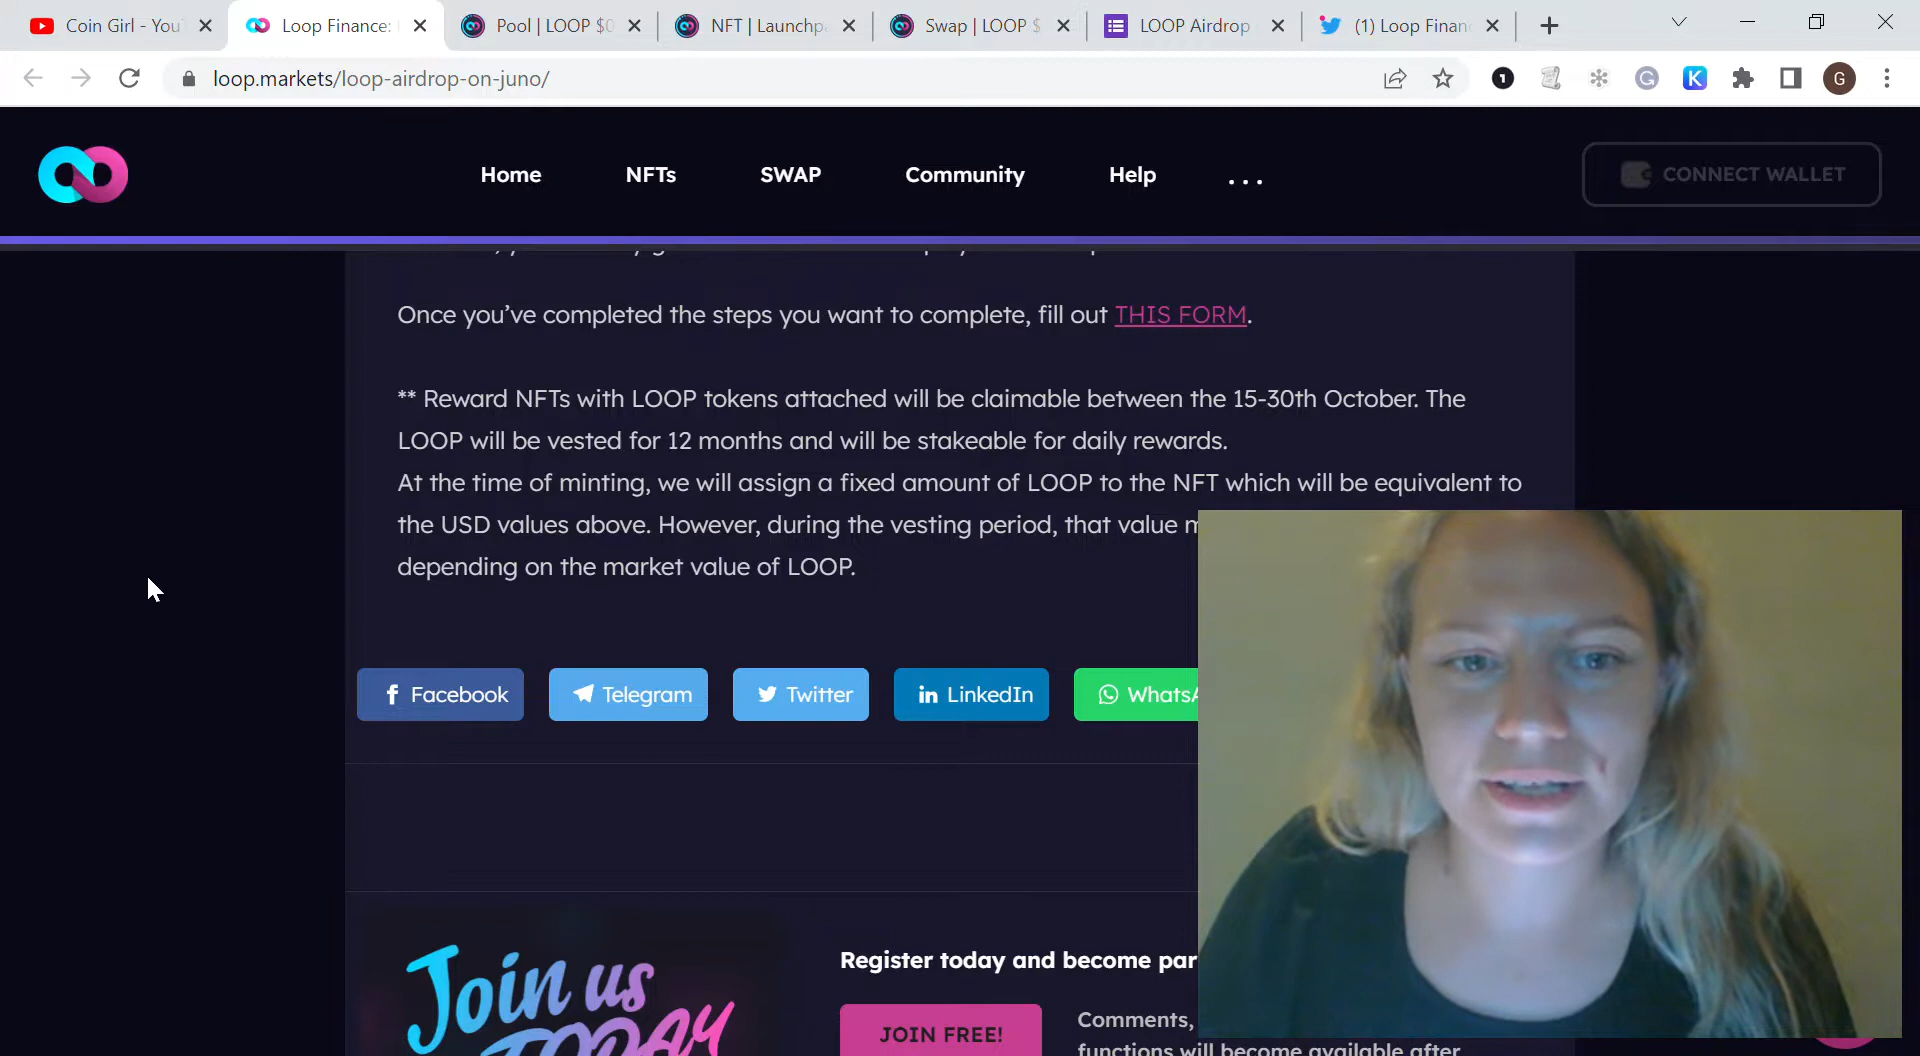 Coin Girl - You
Loop Finance:
Pool | LOOP $0
NFT | Launchp
Swap | LOOP $
LOOP Airdrop
(1) Loop Finan
loop.markets/loop-airdrop-on-juno/
G
Home
NFTs
SWAP
Community
Help
...
CONNECT WALLET
Once you’ve completed the steps you want to complete, fill out THIS FORM.
** Reward NFTs with LOOP tokens attached will be claimable between the 15-30th October. The
LOOP will be vested for 12 months and will be stakeable for daily rewards.
At the time of minting, we will assign a fixed amount of LOOP to the NFT which will be equivalent to
the USD values above. However, during the vesting period, that value
depending on the market value of LOOP.
Facebook
Telegram
Twitter
LinkedIn
WhatsA
Join us
TODAY
Register today and become par
JOIN FREE!
Comments,
functions will become available after